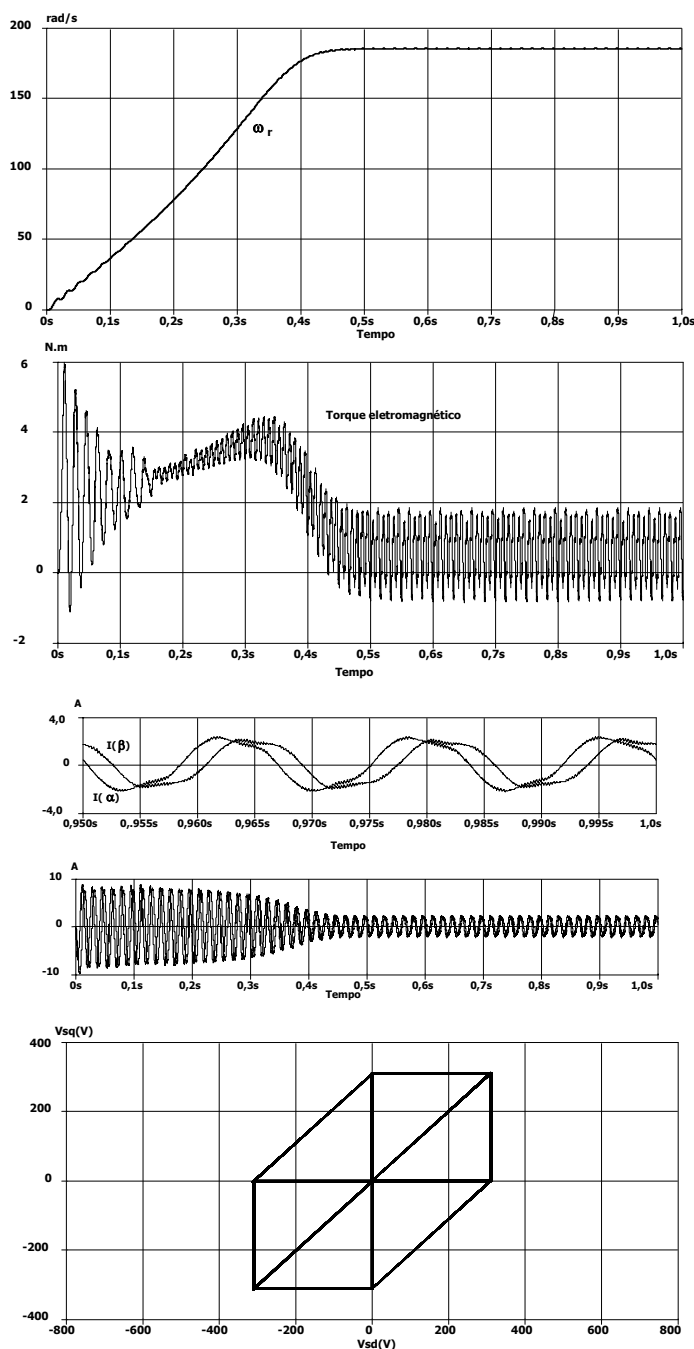 rad/s
200
150
100
50
0
ω r
0s 0,1s 0,2s 0,3s 0,4s 0,5s 0,6s 0,7s 0,8s 0,9s 1,0s
Tempo
N.m
6
4
2
0
-2
Torque eletromagnético
0s 0,1s 0,2s 0,3s 0,4s 0,5s 0,6s 0,7s 0,8s 0,9s 1,0s
Tempo
A
4,0
0
-4,0
I(β)
I(α)
0,950s 0,.955s 0,960s 0,965s 0,970s 0,975s 0,980s 0,985s 0,990s 0,995s 1,0s
Tempo
A
10
0
-10
0s 0,1s 0,2s 0,3s 0,4s 0,5s 0,6s 0,7s 0,8s 0,9s 1,0s
Tempo
Vsq(V)
400
200
0
-200
-400
-800 -600 -400 -200 0 200 400 600 800
Vsd(V)